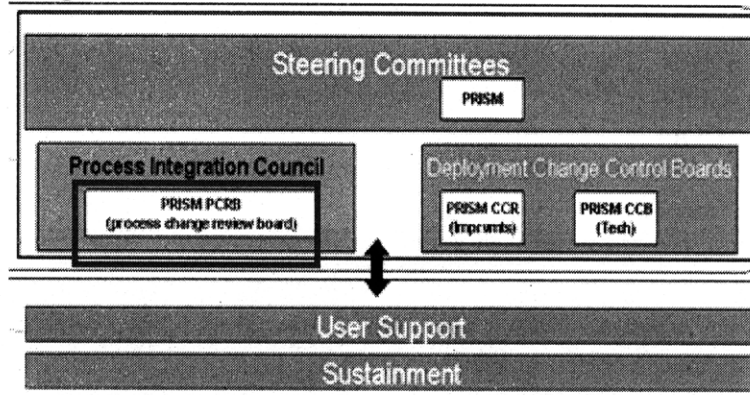 Steering Committees
PRISM
Process Integration Council
PRISM PCRB
(process change review board)
Deployment Change Control Boards
PRISM CCR
(Imprvmts)
PRISM CCB
(Tech)
User Support
Sustainment